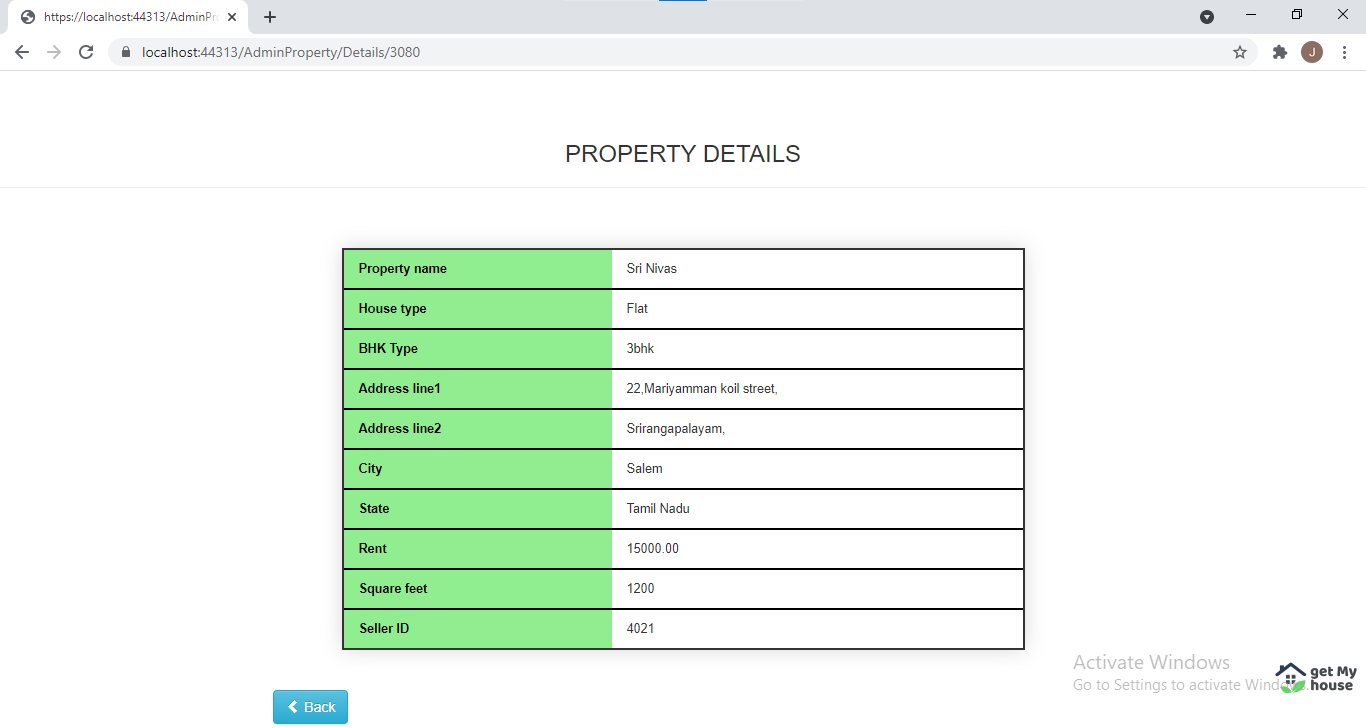 https://localhost:44313/AdminPr
localhost:44313/AdminProperty/Details/3080
J
PROPERTY DETAILS
Property name Sri Nivas
House type Flat
BHK Type 3bhk
Address line1 22,Mariyamman koil street,
Address line2 Srirangapalayam,
City Salem
State Tamil Nadu
Rent 15000.00
Square feet 1200
Seller ID 4021
Activate Windows
Go to Settings to activate Windows.
get My
house
Back